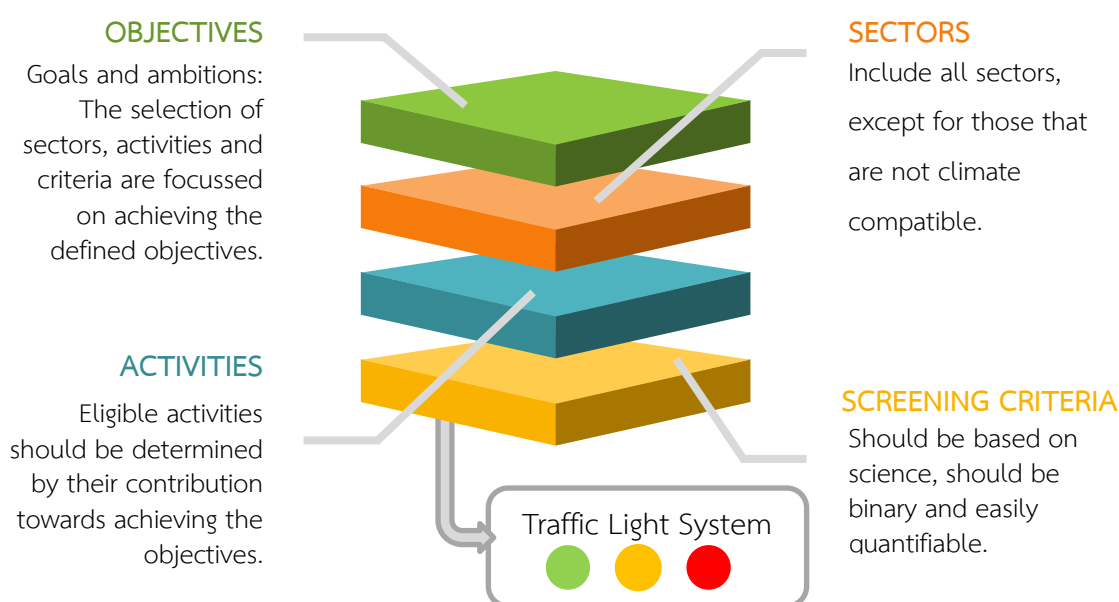 OBJECTIVES
Goals and ambitions:
The selection of
sectors, activities and
criteria are focussed
on achieving the
defined objectives.
SECTORS
Include all sectors,
except for those that
are not climate
compatible.
ACTIVITIES
Eligible activities
should be determined
by their contribution
towards achieving the
objectives.
SCREENING CRITERIA
Should be based on
science, should be
binary and easily
quantifiable.
Traffic Light System